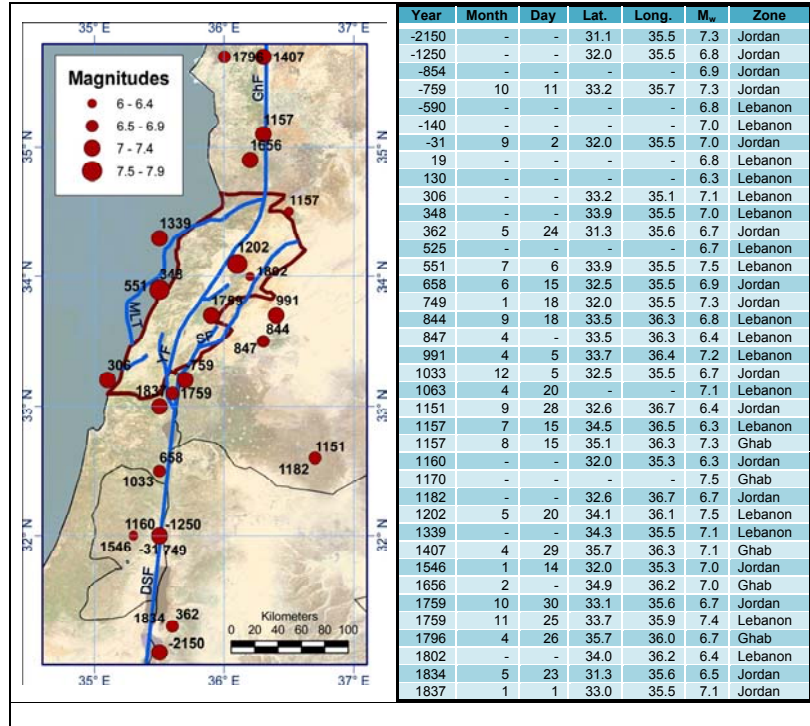 35°E 36°E 37°E
Magnitudes
6 - 6.4
6.5 - 6.9
7 - 7.4
7.5 - 7.9
1796 1407
GhF
1157
1656
35°N 35°N
1157
1339
1202
1802
34°N 34°N
348
551
1759 991
MLT
844
SF
847
YF
306 759
1837 1759
33°N 33°N
658
1151
1033
1182
1160 -1250
32°N 32°N
1546 -31 749
DSF
1834 362
Kilometers
0 20 40 60 80 100
-2150
35°E 36°E 37°E
Year Month Day Lat. Long. Mw Zone
-2150 - - 31.1 35.5 7.3 Jordan
-1250 - - 32.0 35.5 6.8 Jordan
-854 - - - - 6.9 Jordan
-759 10 11 33.2 35.7 7.3 Jordan
-590 - - - - 6.8 Lebanon
-140 - - - - 7.0 Lebanon
-31 9 2 32.0 35.5 7.0 Jordan
19 - - - - 6.8 Lebanon
130 - - - - 6.3 Lebanon
306 - - 33.2 35.1 7.1 Lebanon
348 - - 33.9 35.5 7.0 Lebanon
362 5 24 31.3 35.6 6.7 Jordan
525 - - - - 6.7 Lebanon
551 7 6 33.9 35.5 7.5 Lebanon
658 6 15 32.5 35.5 6.9 Jordan
749 1 18 32.0 35.5 7.3 Jordan
844 9 18 33.5 36.3 6.8 Lebanon
847 4 - 33.5 36.3 6.4 Lebanon
991 4 5 33.7 36.4 7.2 Lebanon
1033 12 5 32.5 35.5 6.7 Jordan
1063 4 20 - - 7.1 Lebanon
1151 9 28 32.6 36.7 6.4 Jordan
1157 7 15 34.5 36.5 6.3 Lebanon
1157 8 15 35.1 36.3 7.3 Ghab
1160 - - 32.0 35.3 6.3 Jordan
1170 - - - - 7.5 Ghab
1182 - - 32.6 36.7 6.7 Jordan
1202 5 20 34.1 36.1 7.5 Lebanon
1339 - - 34.3 35.5 7.1 Lebanon
1407 4 29 35.7 36.3 7.1 Ghab
1546 1 14 32.0 35.3 7.0 Jordan
1656 2 - 34.9 36.2 7.0 Ghab
1759 10 30 33.1 35.6 6.7 Jordan
1759 11 25 33.7 35.9 7.4 Lebanon
1796 4 26 35.7 36.0 6.7 Ghab
1802 - - 34.0 36.2 6.4 Lebanon
1834 5 23 31.3 35.6 6.5 Jordan
1837 1 1 33.0 35.5 7.1 Jordan